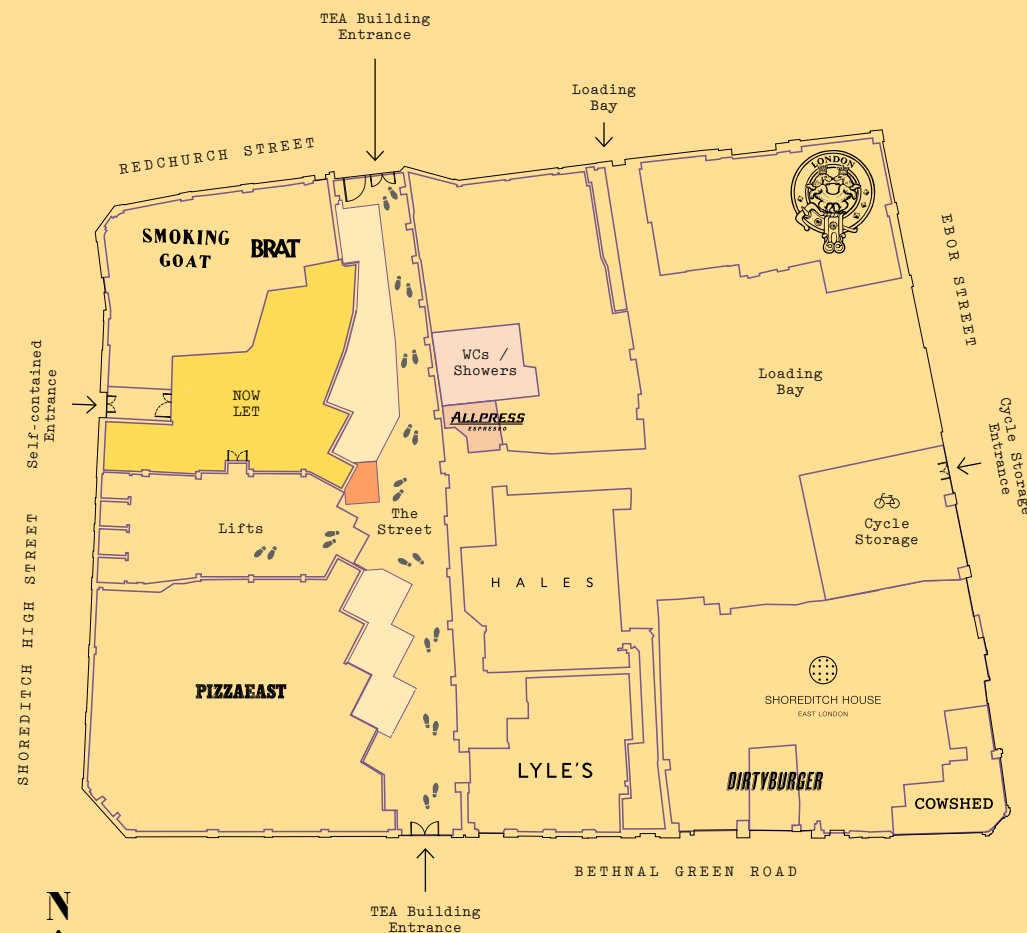 TEA Building
Entrance
Loading
Bay
REDCHURCH STREET
LONDON
SMOKING
GOAT
BRAT
EBOR STREET
WCs /
Showers
Self-contained
Entrance
NOW
LET
Loading
Bay
ALLPRESS
ESPRESSO
Cycle Storage
Entrance
The
Street
Lifts
Cycle
Storage
HALES
SHOREDITCH HIGH STREET
PIZZAEAST
SHOREDITCH HOUSE
EAST LONDON
LYLE'S
DIRTYBURGER
COWSHED
BETHNAL GREEN ROAD
N
TEA Building
Entrance